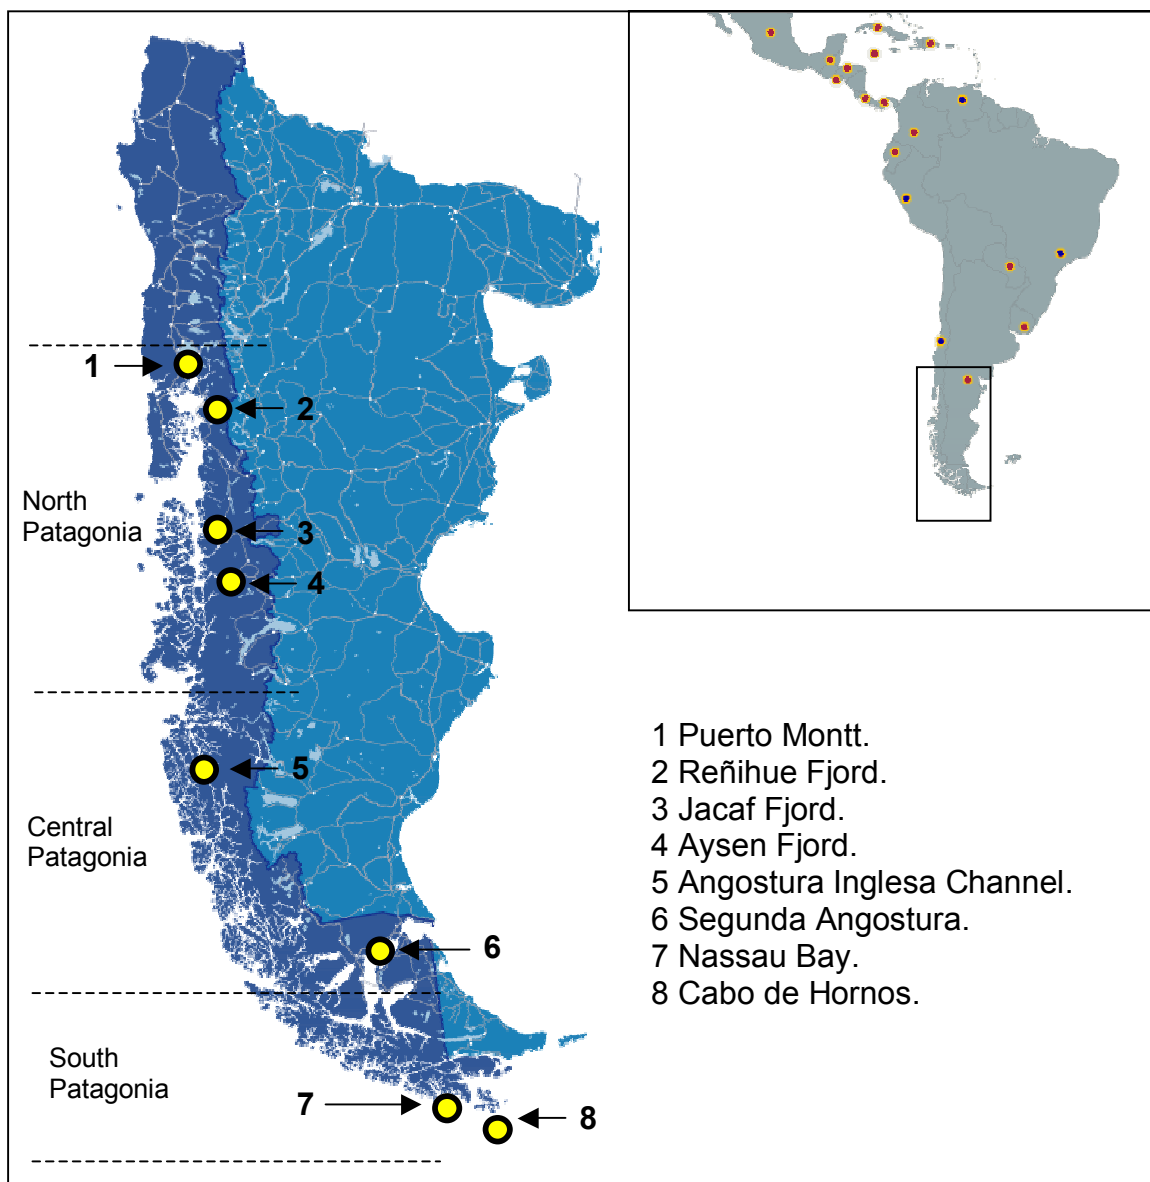 1
2
North
Patagonia
3
4
5
Central
Patagonia
6
South
Patagonia
7
8
1 Puerto Montt.
2 Reñihue Fjord.
3 Jacaf Fjord.
4 Aysen Fjord.
5 Angostura Inglesa Channel.
6 Segunda Angostura.
7 Nassau Bay.
8 Cabo de Hornos.